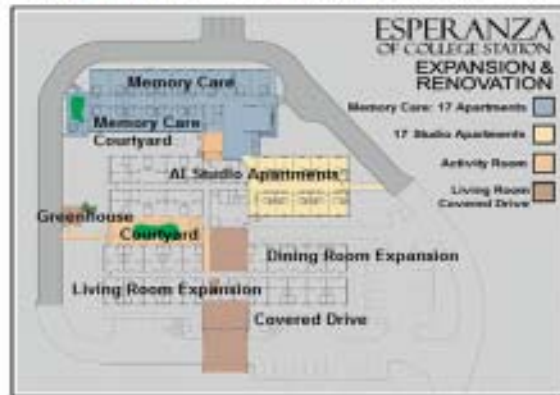 ESPERANZA
OF COLLEGE STATION
EXPANSION &
RENOVATION
Memory Care: 17 Apartments
17 Studio Apartments
Activity Room
Living Room
Covered Drive
Memory Care
Memory Care
Courtyard
AI Studio Apartments
Greenhouse
Courtyard
Dining Room Expansion
Living Room Expansion
Covered Drive